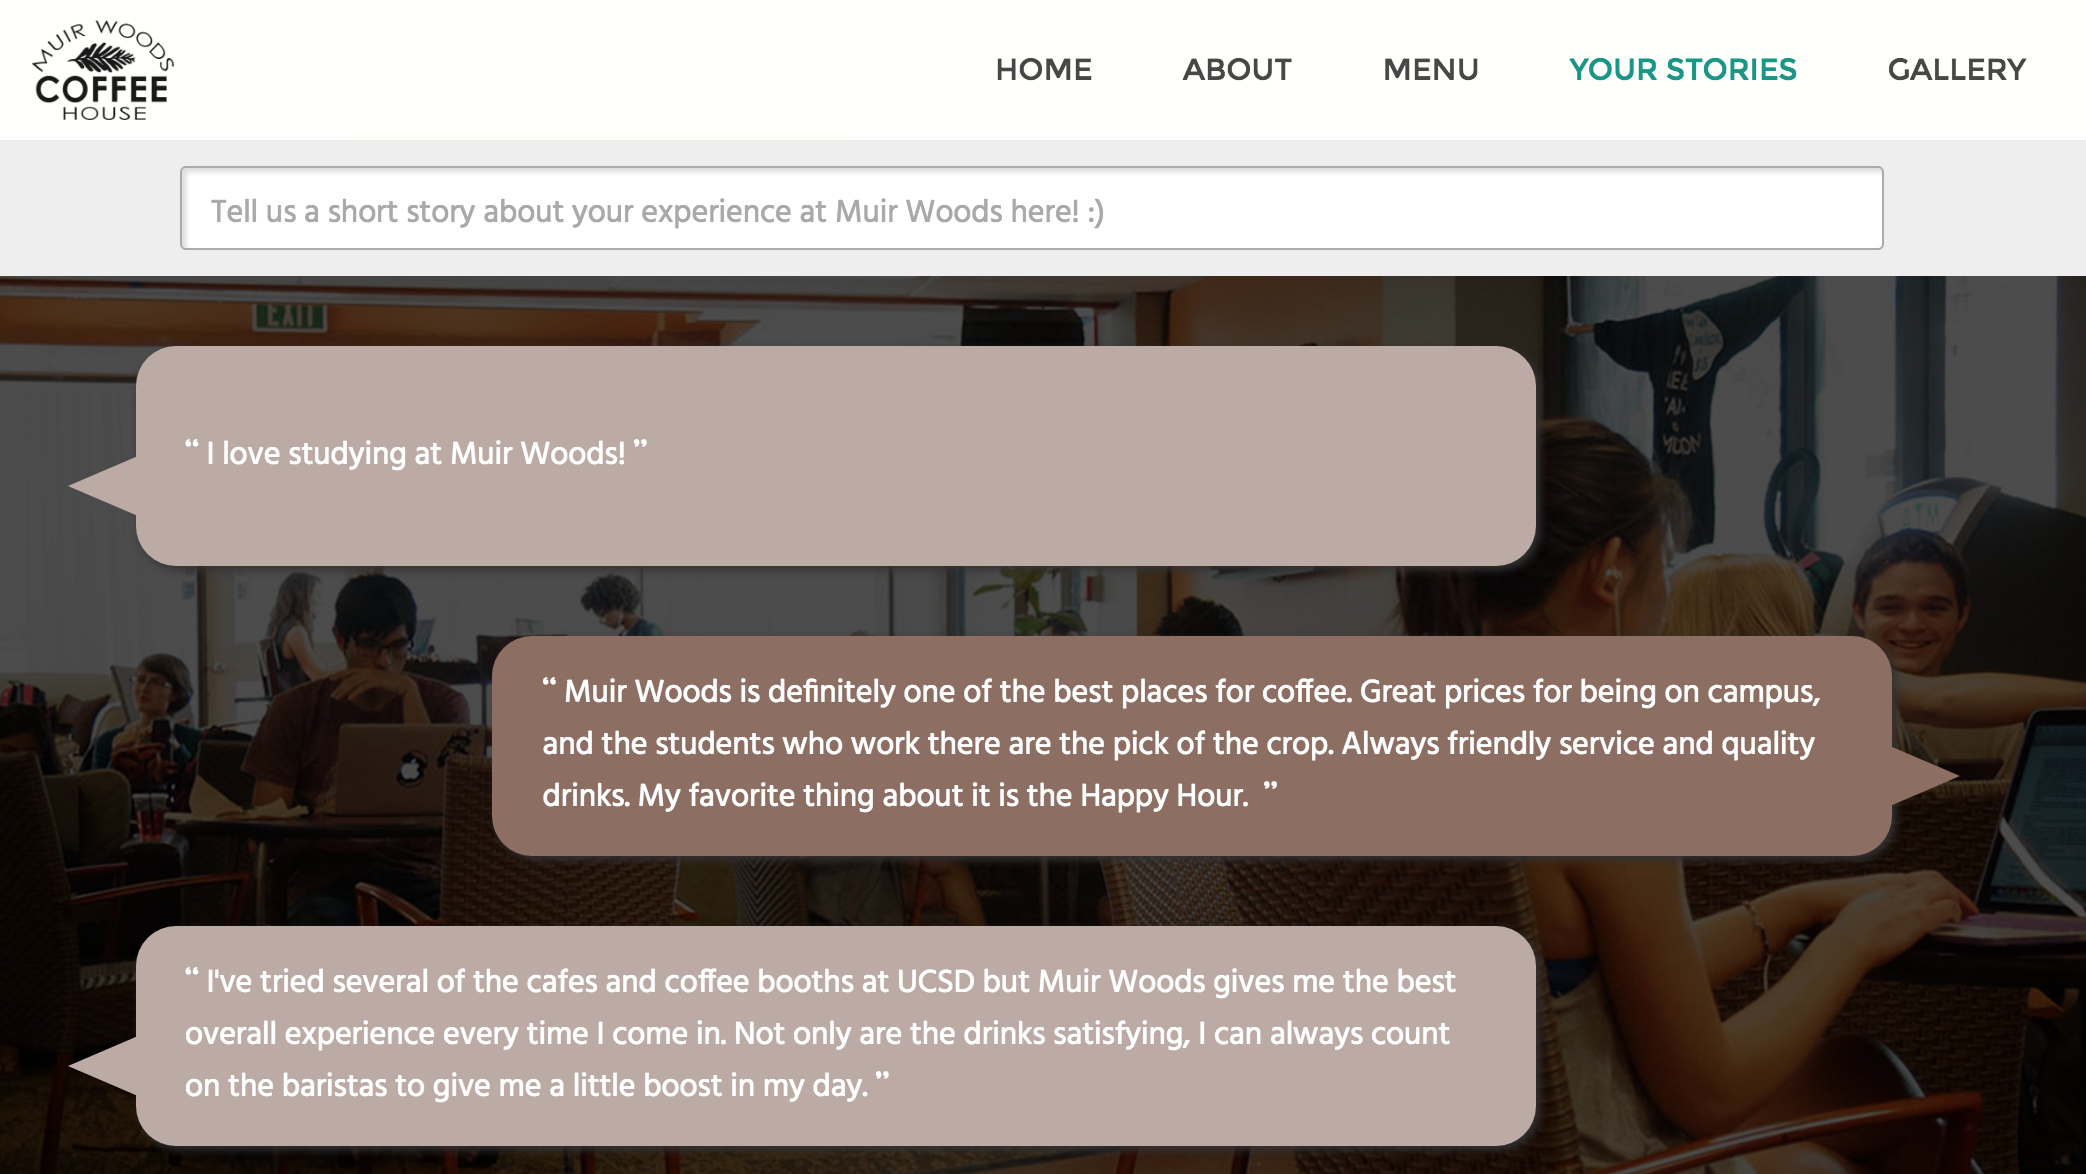 MUIR WOODS
COFFEE
HOUSE
HOME ABOUT MENU YOUR STORIES GALLERY
Tell us a short story about your experience at Muir Woods here! :)
EXIT
“ I love studying at Muir Woods! ”
“ Muir Woods is definitely one of the best places for coffee. Great prices for being on campus,
and the students who work there are the pick of the crop. Always friendly service and quality
drinks. My favorite thing about it is the Happy Hour. ”
“ I've tried several of the cafes and coffee booths at UCSD but Muir Woods gives me the best
overall experience every time I come in. Not only are the drinks satisfying, I can always count
on the baristas to give me a little boost in my day. ”